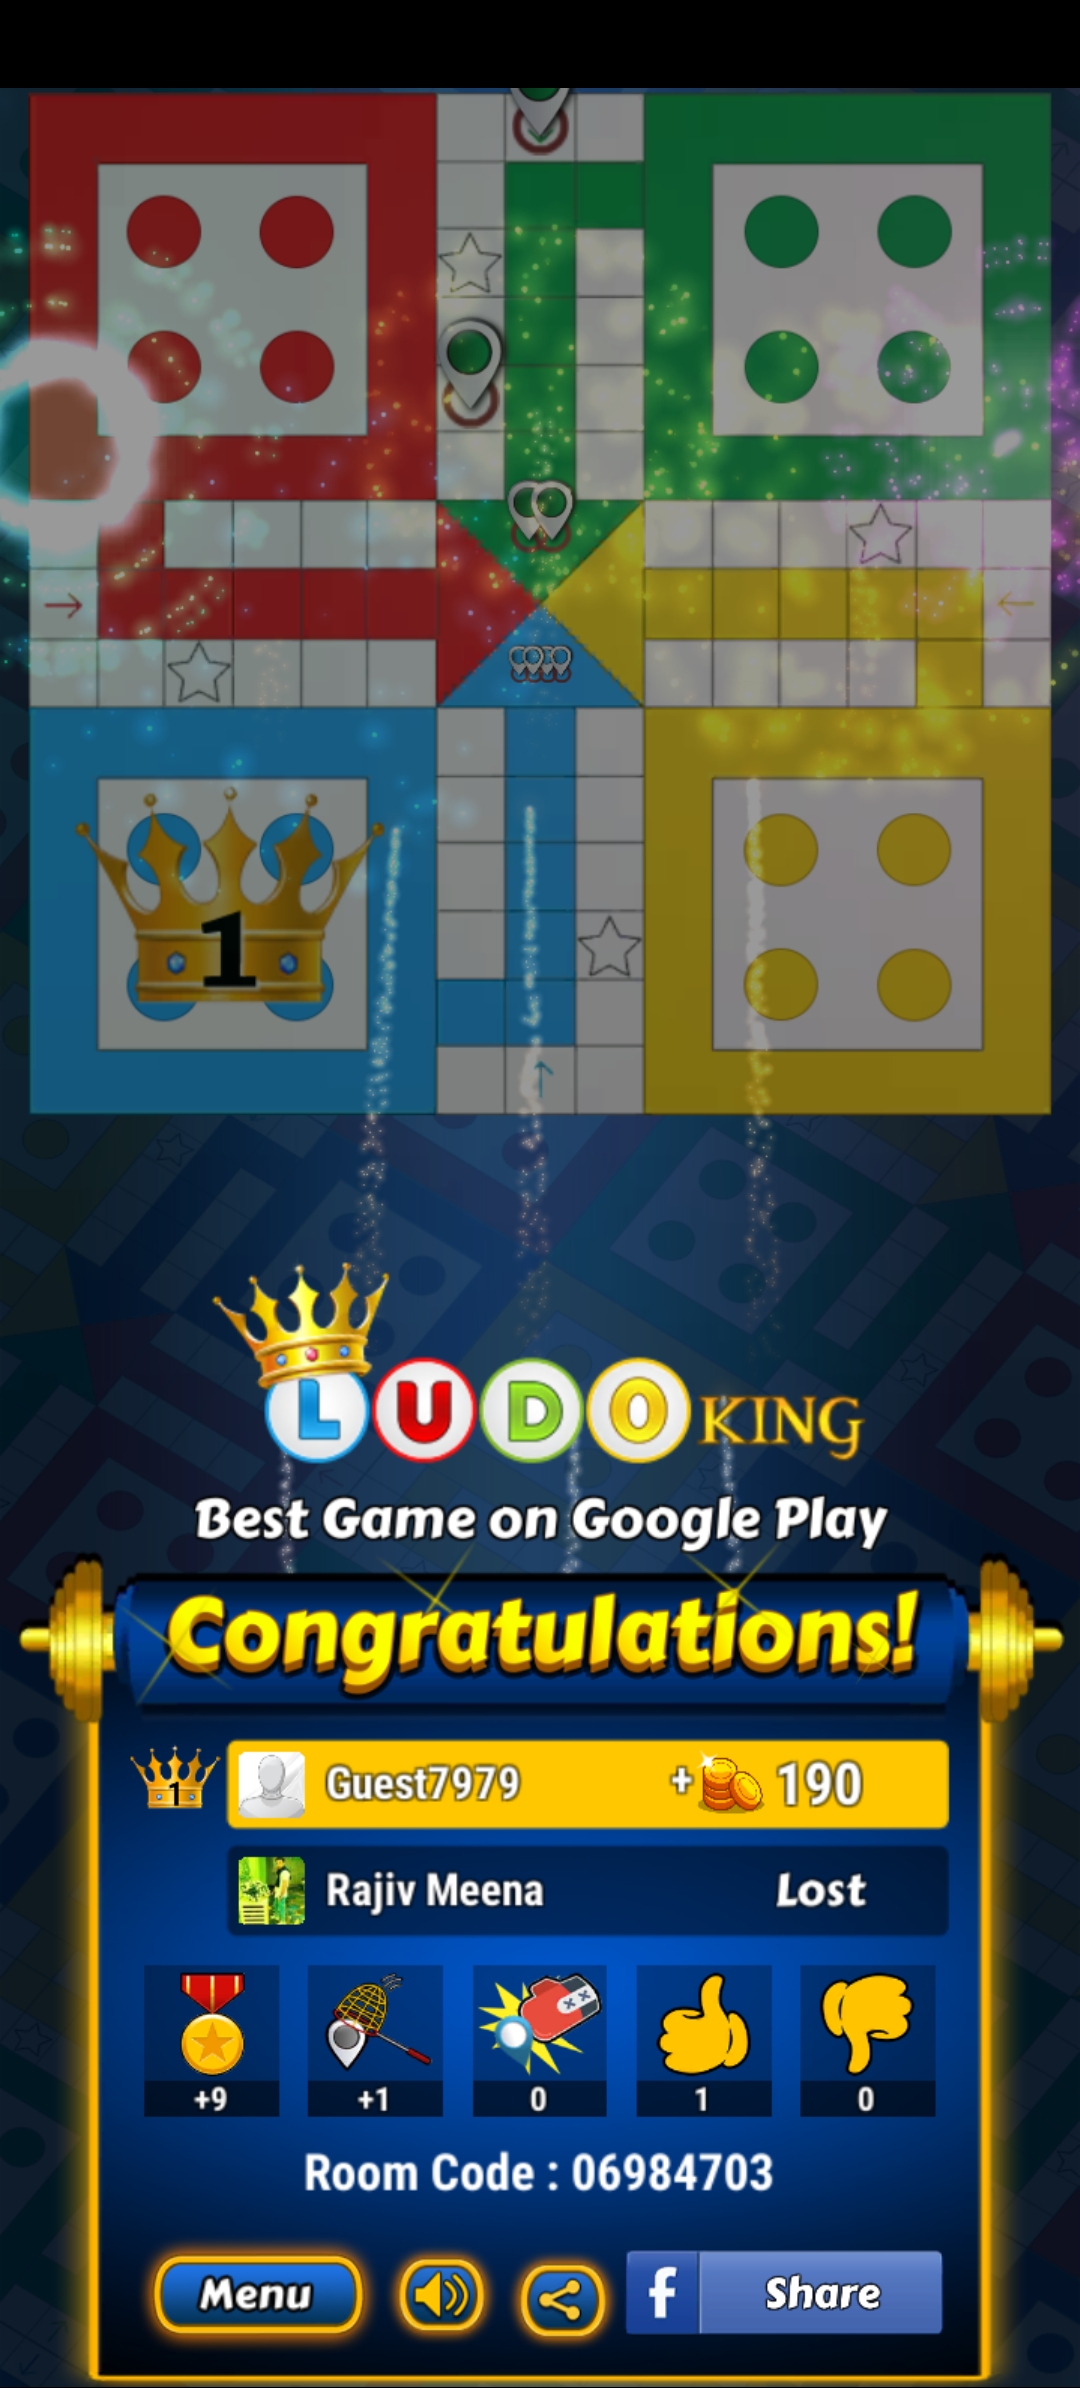 1
LUDO KING
Best Game on Google Play
Congratulations!
1 Guest7979 + 190
Rajiv Meena Lost
+9 +1 0 1 0
Room Code : 06984703
Menu f Share